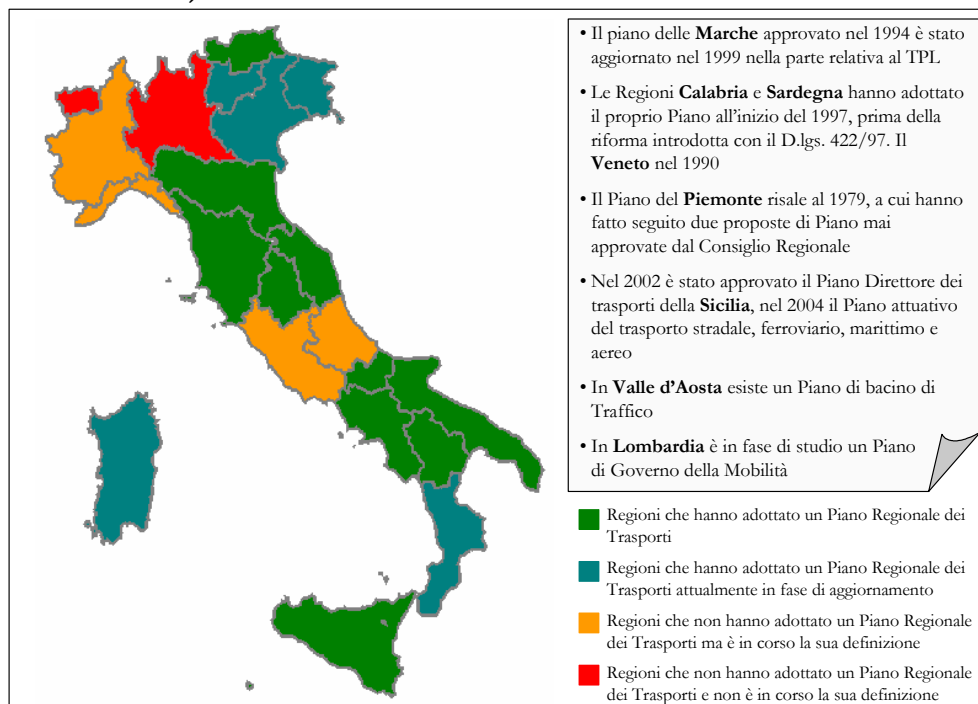 • Il piano delle Marche approvato nel 1994 è stato
aggiornato nel 1999 nella parte relativa al TPL
• Le Regioni Calabria e Sardegna hanno adottato
il proprio Piano all'inizio del 1997, prima della
riforma introdotta con il D.lgs. 422/97. Il
Veneto nel 1990
• Il Piano del Piemonte risale al 1979, a cui hanno
fatto seguito due proposte di Piano mai
approvate dal Consiglio Regionale
• Nel 2002 è stato approvato il Piano Direttore dei
trasporti della Sicilia, nel 2004 il Piano attuativo
del trasporto stradale, ferroviario, marittimo e
aereo
• In Valle d'Aosta esiste un Piano di bacino di
Traffico
• In Lombardia è in fase di studio un Piano
di Governo della Mobilità
Regioni che hanno adottato un Piano Regionale dei
Trasporti
Regioni che hanno adottato un Piano Regionale dei
Trasporti attualmente in fase di aggiornamento
Regioni che non hanno adottato un Piano Regionale
dei Trasporti ma è in corso la sua definizione
Regioni che non hanno adottato un Piano Regionale
dei Trasporti e non è in corso la sua definizione